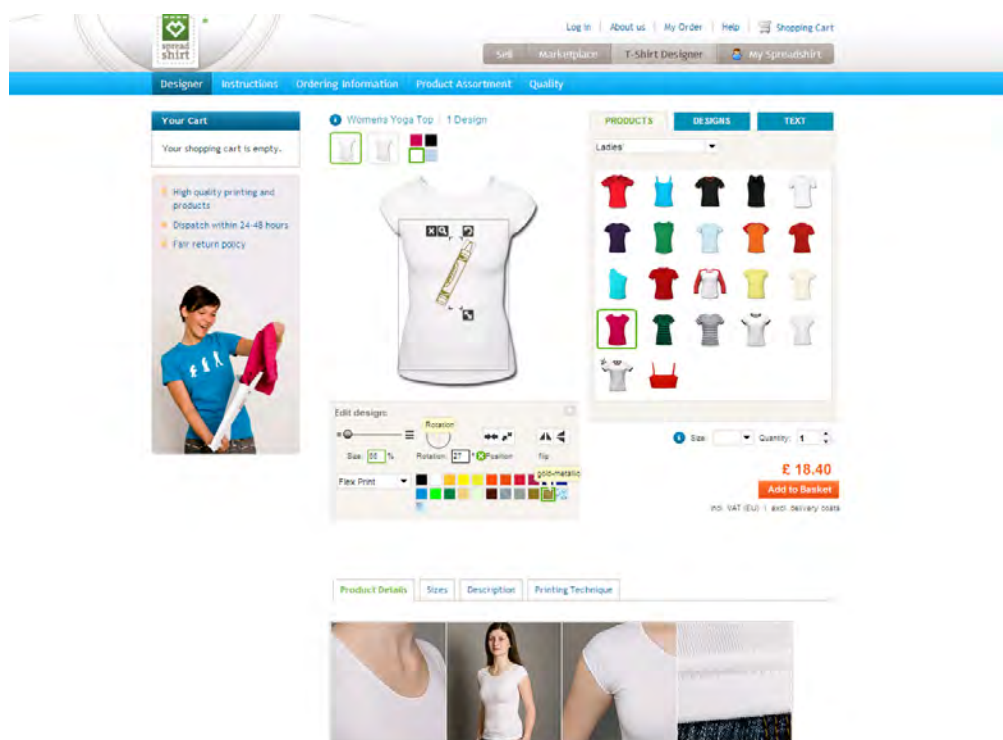 Log in | About us | My Order | Help | Shopping Cart
spread
shirt
Sell Marketplace T-Shirt Designer My Spreadshirt
Designer Instructions Ordering Information Product Assortment Quality
Your Cart
Your shopping cart is empty.
High quality printing and
products
Dispatch within 24-48 hours
Fair return policy
Womens Yoga Top | 1 Design
PRODUCTS DESIGNS TEXT
Ladies'
Edit design:
Rotation
Size: % Rotation: 27 ° Position flip
gold-metallic
Flex Print
Size: Quantity: 1
£ 18.40
Add to Basket
incl. VAT (EU) | excl. delivery costs
Product Details Sizes Description Printing Technique